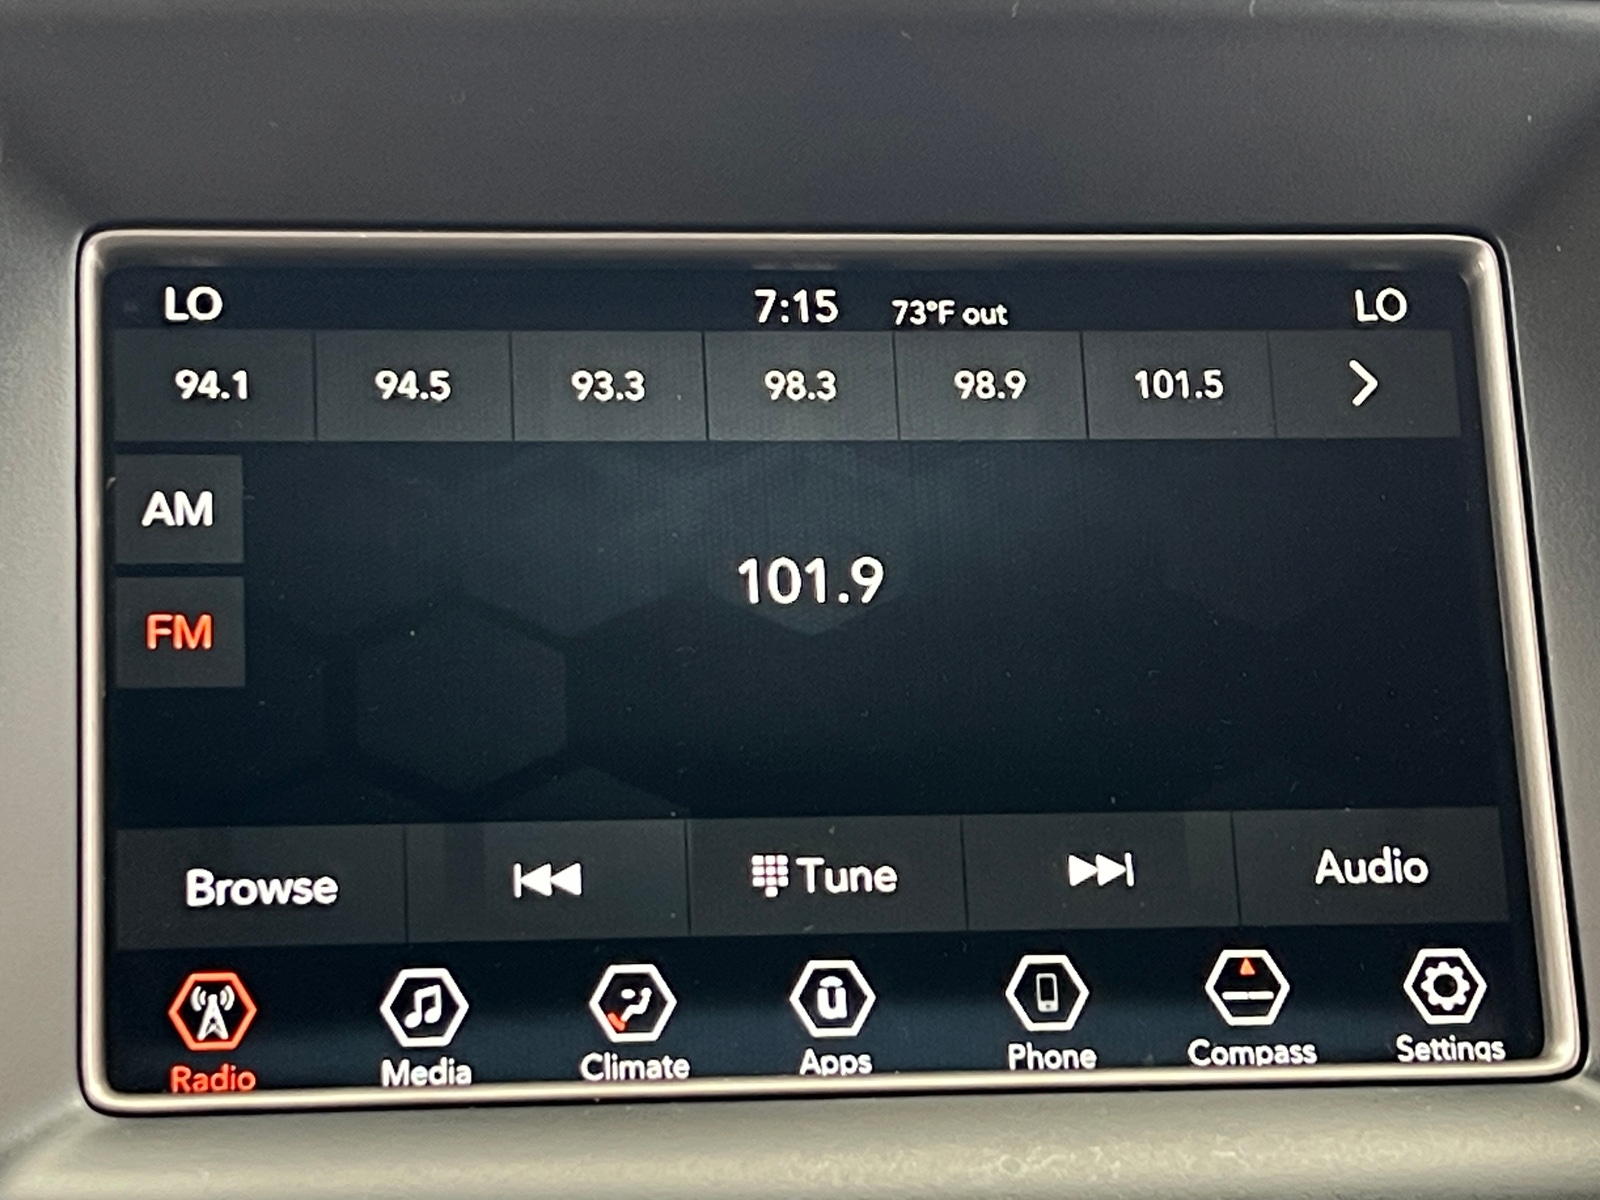 LO 7:15 73°F out LO
94.1 94.5 93.3 98.3 98.9 101.5
AM
101.9
FM
Browse Tune Audio
Radio Media Climate Apps Phone Compass Settings